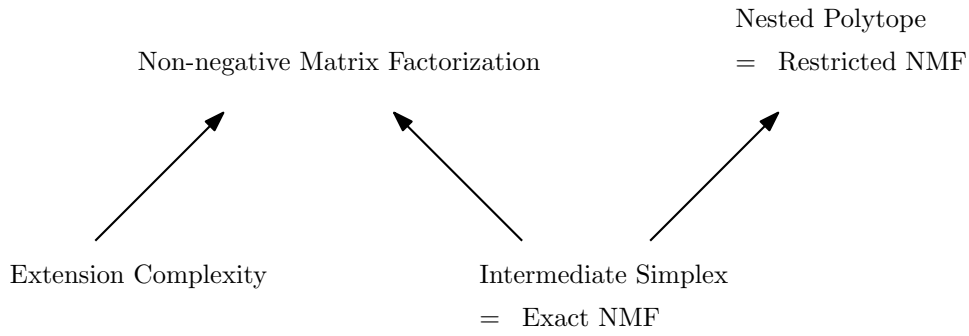 Nested Polytope
= Restricted NMF
Non-negative Matrix Factorization
Extension Complexity
Intermediate Simplex
= Exact NMF